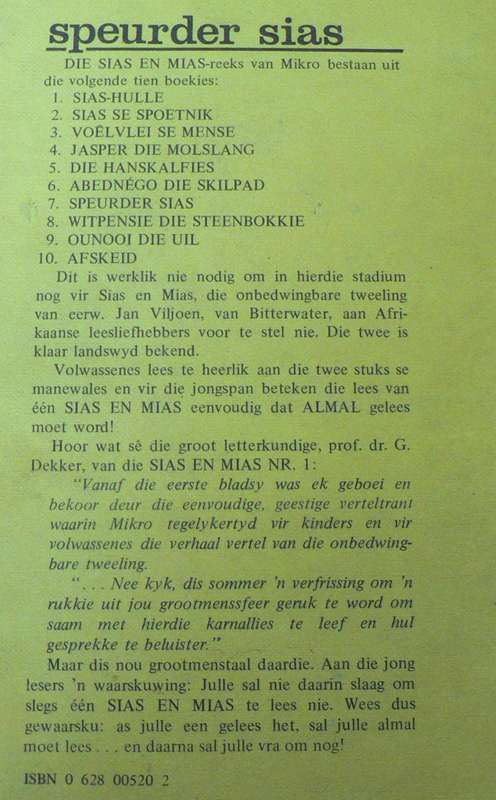 speurder sias
DIE SIAS EN MIAS-reeks van Mikro bestaan uit
die volgende tien boekies:
1. SIAS-HULLE
2. SIAS SE SPOETNIK
3. VOËLVLEI SE MENSE
4. JASPER DIE MOLSLANG
5. DIE HANSKALFIES
6. ABEDNÉGO DIE SKILPAD
7. SPEURDER SIAS
8. WITPENSIE DIE STEENBOKKIE
9. OUNOOI DIE UIL
10. AFSKEID
Dit is werklik nie nodig om in hierdie stadium
nog vir Sias en Mias, die onbedwingbare tweeling
van eerw. Jan Viljoen, van Bitterwater, aan Afri-
kaanse leesliefhebbers voor te stel nie. Die twee is
klaar landswyd bekend.
Volwassenes lees te heerlik aan die twee stuks se
manewales en vir die jongspan beteken die lees van
één SIAS EN MIAS eenvoudig dat ALMAL gelees
moet word!
Hoor wat sê die groot letterkundige, prof. dr. G.
Dekker, van die SIAS EN MIAS NR. 1:
“Vanaf die eerste bladsy was ek geboei en
bekoor deur die eenvoudige, geestige verteltrant
waarin Mikro tegelykertyd vir kinders en vir
volwassenes die verhaal vertel van die onbedwing-
bare tweeling.
“... Nee kyk, dis sommer 'n verfrissing om 'n
rukkie uit jou grootmenssfeer geruk te word om
saam met hierdie karnallies te leef en hul
gesprekke te beluister.”
Maar dis nou grootmenstaal daardie. Aan die jong
lesers 'n waarskuwing: Julle sal nie daarin slaag om
slegs één SIAS EN MIAS te lees nie. Wees dus
gewaarsku: as julle een gelees het, sal julle almal
moet lees ... en daarna sal julle vra om nog!
ISBN 0 628 00520 2